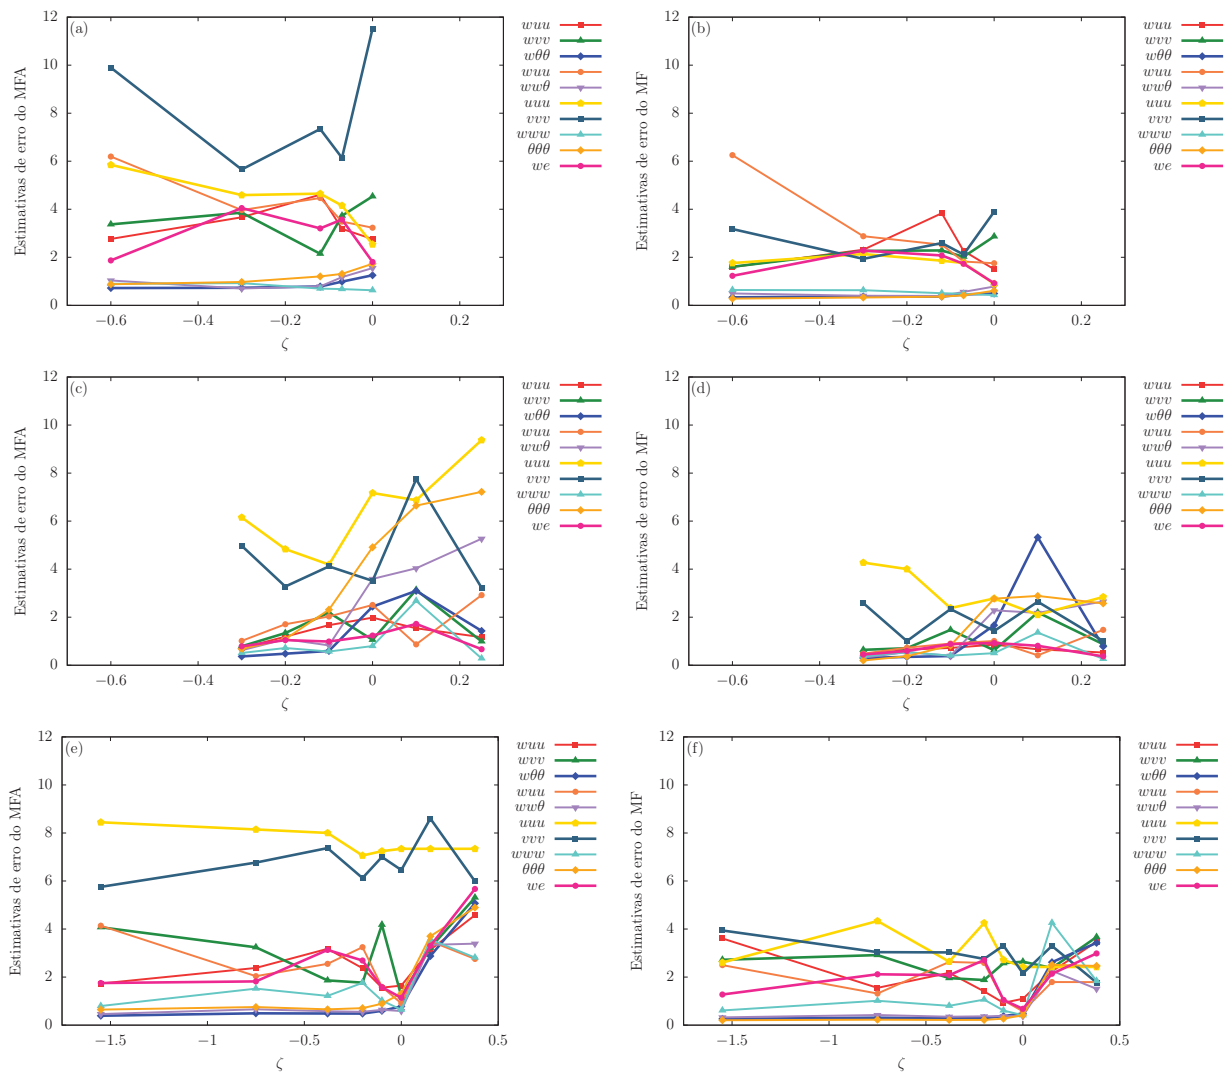 (a)
Estimativas de erro do MFA
12
10
8
6
4
2
0
−0.6
−0.4
−0.2
0
0.2
ζ
wuu
wvv
wθθ
wuu
wwθ
uuu
vvv
www
θθθ
we
(b)
Estimativas de erro do MF
12
10
8
6
4
2
0
−0.6
−0.4
−0.2
0
0.2
ζ
wuu
wvv
wθθ
wuu
wwθ
uuu
vvv
www
θθθ
we
(c)
Estimativas de erro do MFA
12
10
8
6
4
2
0
−0.6
−0.4
−0.2
0
0.2
ζ
wuu
wvv
wθθ
wuu
wwθ
uuu
vvv
www
θθθ
we
(d)
Estimativas de erro do MF
12
10
8
6
4
2
0
−0.6
−0.4
−0.2
0
0.2
ζ
wuu
wvv
wθθ
wuu
wwθ
uuu
vvv
www
θθθ
we
(e)
Estimativas de erro do MFA
12
10
8
6
4
2
0
−1.5
−1
−0.5
0
0.5
ζ
wuu
wvv
wθθ
wuu
wwθ
uuu
vvv
www
θθθ
we
(f)
Estimativas de erro do MF
12
10
8
6
4
2
0
−1.5
−1
−0.5
0
0.5
ζ
wuu
wvv
wθθ
wuu
wwθ
uuu
vvv
www
θθθ
we